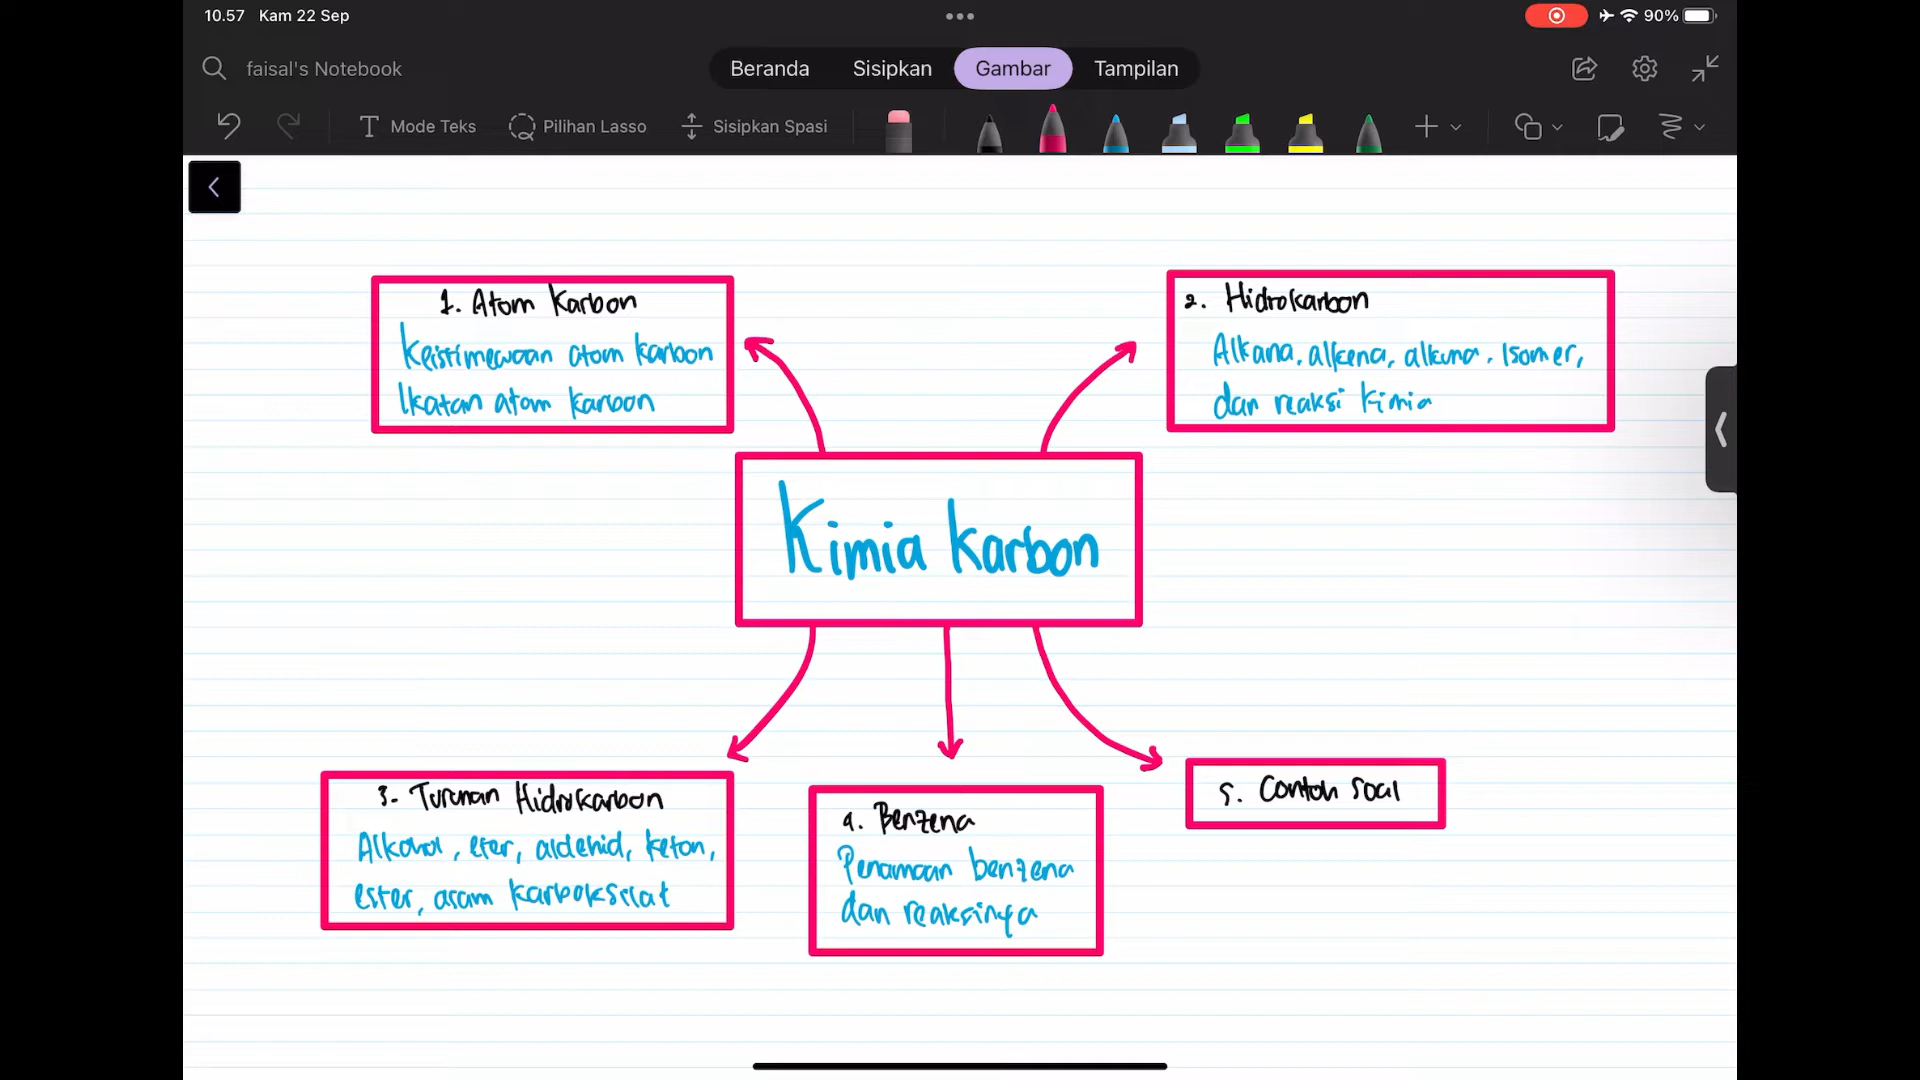 10.57 Kam 22 Sep
90%
faisal's Notebook
Beranda Sisipkan Gambar Tampilan
Mode Teks Pilihan Lasso Sisipkan Spasi
1. Atom Karbon
Keistimewaan atom karbon
Ikatan atom karbon
2. Hidrokarbon
Alkana, alkena, alkuna. Isomer,
dan reaksi kimia
Kimia Karbon
3. Turunan Hidrokarbon
Alkohol, eter, aldehid, keton,
ester, asam karboksilat
4. Benzena
Penamaan benzena
dan reaksinya
5. Contoh Soal